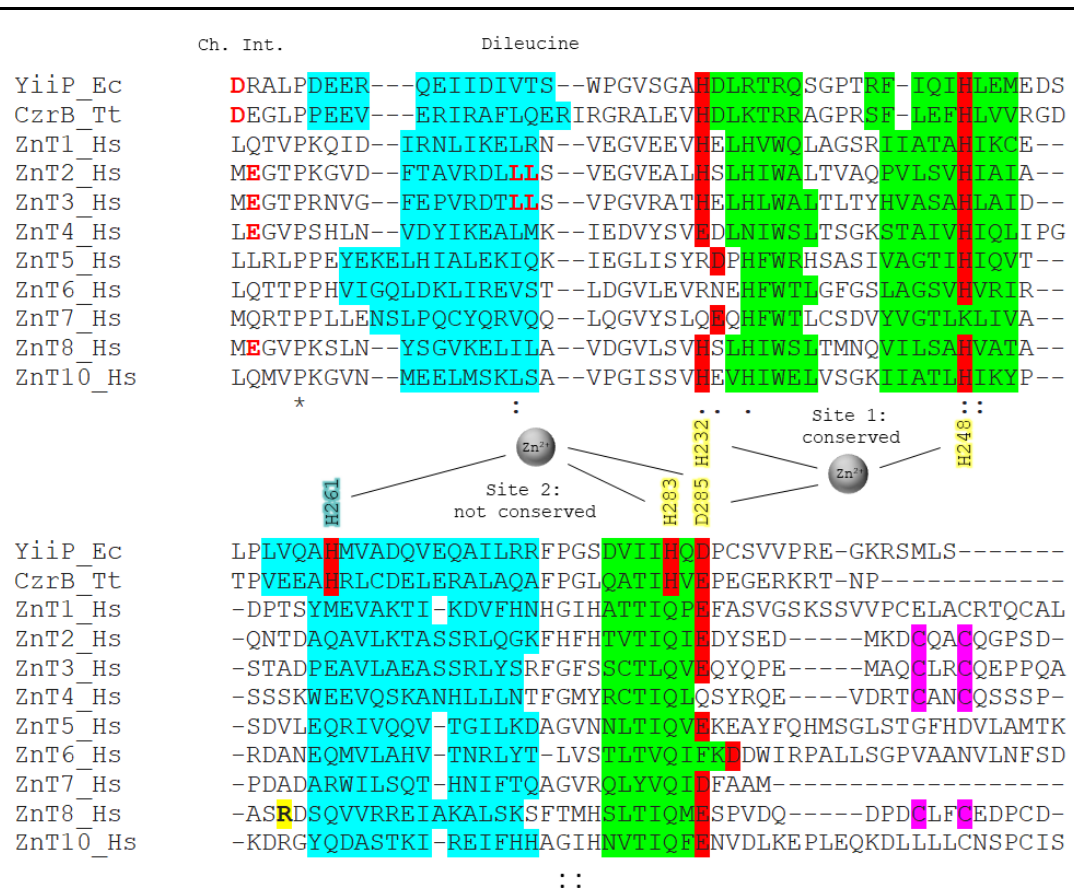 Ch. Int. Dileucine
YiiP_Ec DRALPDEER---QEIIDIVTS--WPGVSGAHDLRTRQSGPTRF-IQIHLEMEDS
CzrB_Tt DEGLPPEEV---ERIRAFLQERIRGRALEVHDLKTRRAGPRSF-LEFHLVVRGD
ZnT1_Hs LQTVPKQID--IRNLIKELRN--VEGVEEVHELHVWQLAGSRIIATAHIKCE--
ZnT2_Hs MEGTPKGVD--FTAVRDLLLS--VEGVEALHSLHIWALTVAQPVLSVHIAIA--
ZnT3_Hs MEGTPRNVG--FEPVRDTLLS--VPGVRATHELHLWALTLTYHVASAHLAID--
ZnT4_Hs LEGVPSHLN--VDYIKEALMK--IEDVYSVEDLNIWSLTSGKSTAIVHIQLIPG
ZnT5_Hs LLRLPPEYEKELHIALEKIQK--IEGLISYRDPHFWRHSASIVAGTIHIQVT--
ZnT6_Hs LQTTPPHVIGQLDKLIREVST--LDGVLEVRNEHFWTLGFGSLAGSVHVRIR--
ZnT7_Hs MQRTPPLLENSLPQCYQRVQQ--LQGVYSLQEQHFWTLCSDVYVGTLKLIVA--
ZnT8_Hs MEGVPKSLN--YSGVKELILA--VDGVLSVHSLHIWSLTMNQVILSAHVATA--
ZnT10_Hs LQMVPKGVN--MEELMSKLSA--VPGISSVHEVHIWELVSGKIIATLHIKYP--
* : .. . ::
Site 1:
conserved
H232
H248
Zn2+
Zn2+
Site 2:
not conserved
H261
H283
D285
YiiP_Ec LPLVQAHMVADQVEQAILRRFPGSDVIIHQDPCSVVPRE-GKRSMLS-------
CzrB_Tt TPVEEAHRLCDELERALAQAFPGLQATIHVEPEGERKRT-NP------------
ZnT1_Hs -DPTSYMEVAKTI-KDVFHNHGIHATTIQPEFASVGSKSSVVPCELACRTQCAL
ZnT2_Hs -QNTDAQAVLKTASSRLQGKFHFHTVTIQIEDYSED-----MKDCQACQGPSD-
ZnT3_Hs -STADPEAVLAEASSRLYSRFGFSSCTLQVEQYQPE-----MAQCLRCQEPPQA
ZnT4_Hs -SSSKWEEVQSKANHLLLNTFGMYRCTIQLQSYRQE----VDRTCANCQSSSP-
ZnT5_Hs -SDVLEQRIVQQV-TGILKDAGVNNLTIQVEKEAYFQHMSGLSTGFHDVLAMTK
ZnT6_Hs -RDANEQMVLAHV-TNRLYT-LVSTLTVQIFKDDWIRPALLSGPVAANVLNFSD
ZnT7_Hs -PDADARWILSQT-HNIFTQAGVRQLYVQIDFAAM-------------------
ZnT8_Hs -ASRDSQVVRREIAKALSKSFTMHSLTIQMESPVDQ-----DPDCLFCEDPCD-
ZnT10_Hs -KDRGYQDASTKI-REIFHHAGIHNVTIQFENVDLKEPLEQKDLLLLCNSPCIS
::